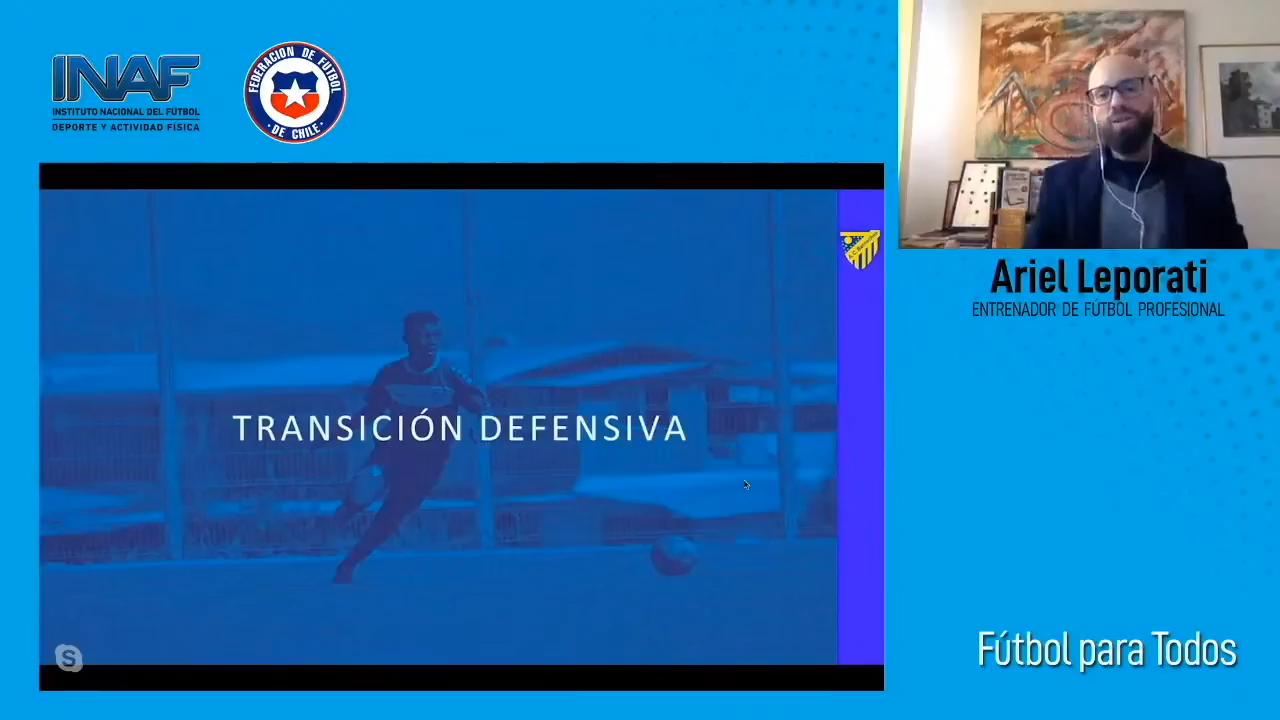 INAF
INSTITUTO NACIONAL DEL FÚTBOL
DEPORTE Y ACTIVIDAD FÍSICA
FEDERACION DE FUTBOL
DE CHILE
TRANSICIÓN DEFENSIVA
Ariel Leporati
ENTRENADOR DE FÚTBOL PROFESIONAL
Fútbol para Todos